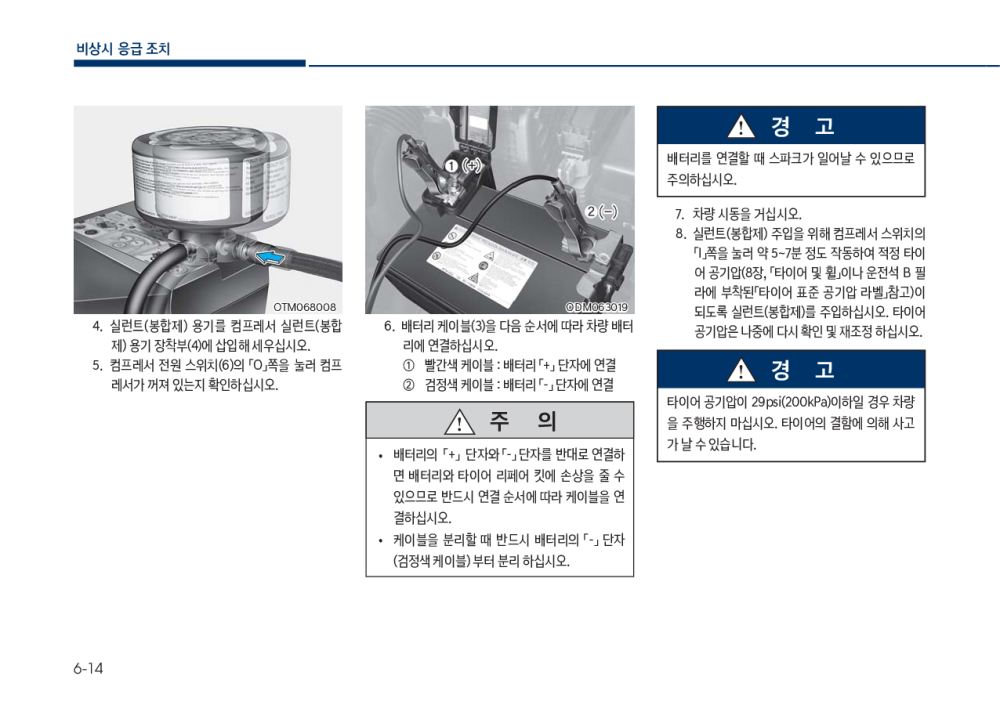 비상시 응급 조치
OTM068008
4. 실런트(봉합제) 용기를 컴프레서 실런트(봉합
제) 용기 장착부(4)에 삽입해 세우십시오.
5. 컴프레서 전원 스위치(6)의 「O」쪽을 눌러 컴프
레서가 꺼져 있는지 확인하십시오.
1 (+)
2 (-)
ODM063019
6. 배터리 케이블(3)을 다음 순서에 따라 차량 배터
리에 연결하십시오.
① 빨간색 케이블 : 배터리 「+」 단자에 연결
② 검정색 케이블 : 배터리 「-」 단자에 연결
주 의
• 배터리의 「+」 단자와 「-」 단자를 반대로 연결하
면 배터리와 타이어 리페어 킷에 손상을 줄 수
있으므로 반드시 연결 순서에 따라 케이블을 연
결하십시오.
• 케이블을 분리할 때 반드시 배터리의 「-」 단자
(검정색 케이블) 부터 분리 하십시오.
경 고
배터리를 연결할 때 스파크가 일어날 수 있으므로
주의하십시오.
7. 차량 시동을 거십시오.
8. 실런트(봉합제) 주입을 위해 컴프레서 스위치의
「I」쪽을 눌러 약 5~7분 정도 작동하여 적정 타이
어 공기압(8장, 「타이어 및 휠」이나 운전석 B 필
라에 부착된「타이어 표준 공기압 라벨」참고)이
되도록 실런트(봉합제)를 주입하십시오. 타이어
공기압은 나중에 다시 확인 및 재조정 하십시오.
경 고
타이어 공기압이 29psi(200kPa)이하일 경우 차량
을 주행하지 마십시오. 타이어의 결함에 의해 사고
가 날 수 있습니다.
6-14